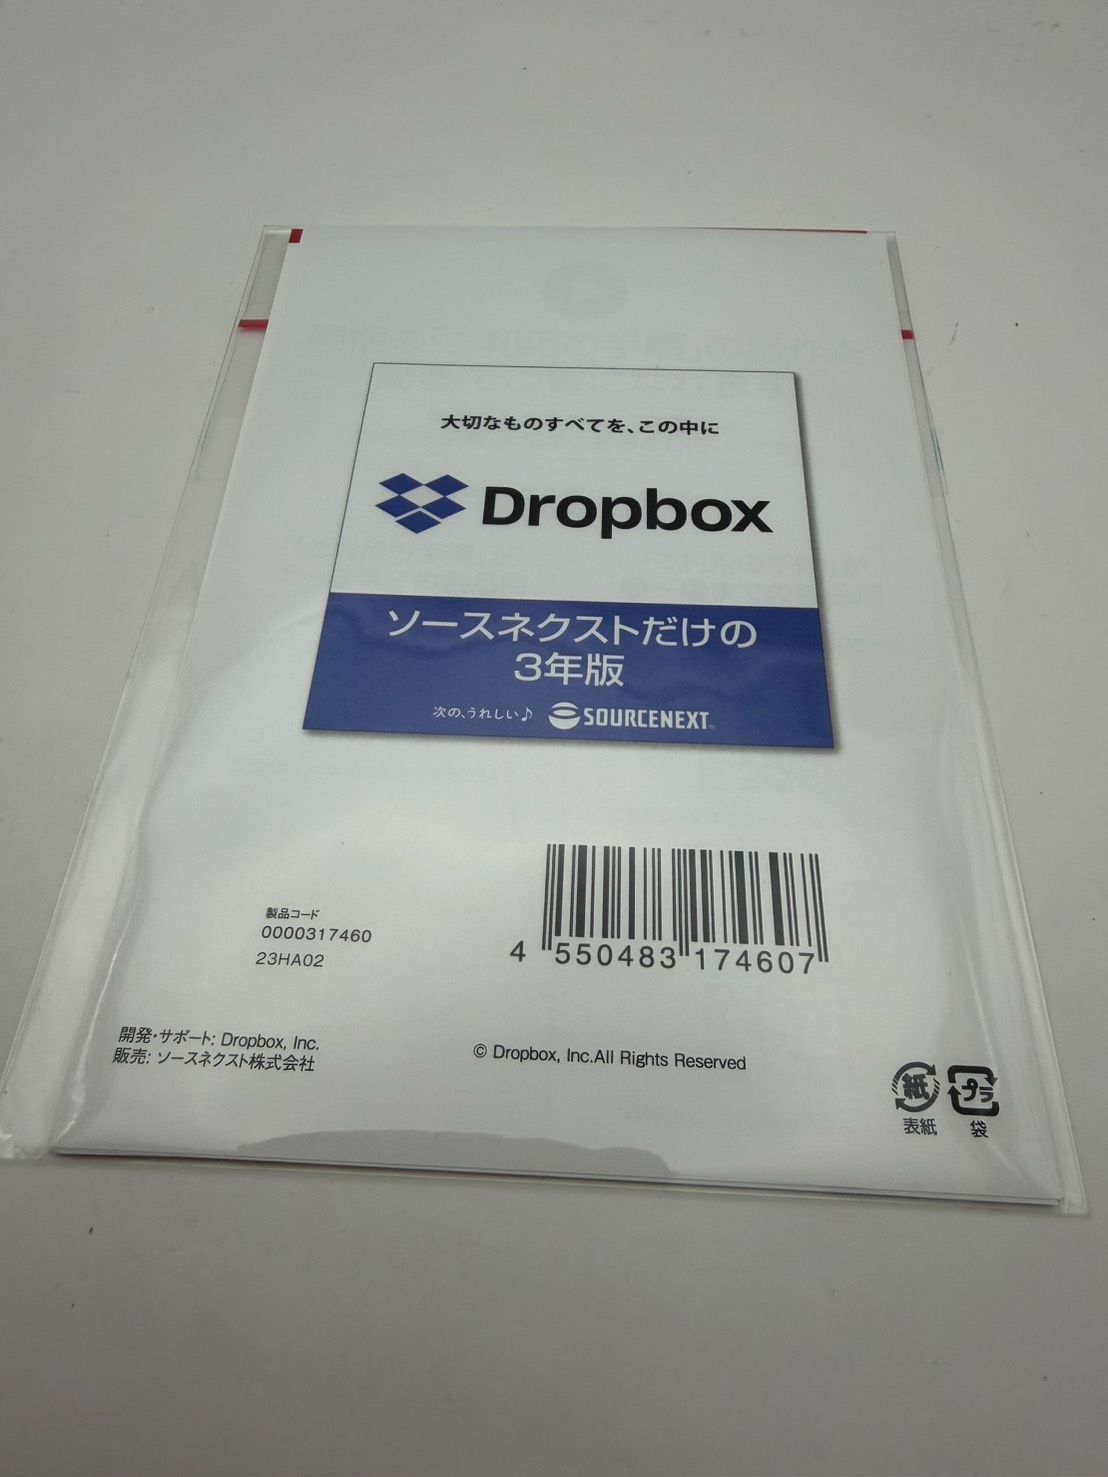 大切なものすべてを、この中に
Dropbox
ソースネクストだけの
3年版
次の、うれしい♪ SOURCENEXT
製品コード
0000317460
23HA02
4 550483 174607
開発・サポート: Dropbox, Inc.
販売: ソースネクスト株式会社
© Dropbox, Inc.All Rights Reserved
紙 プラ
表紙 袋